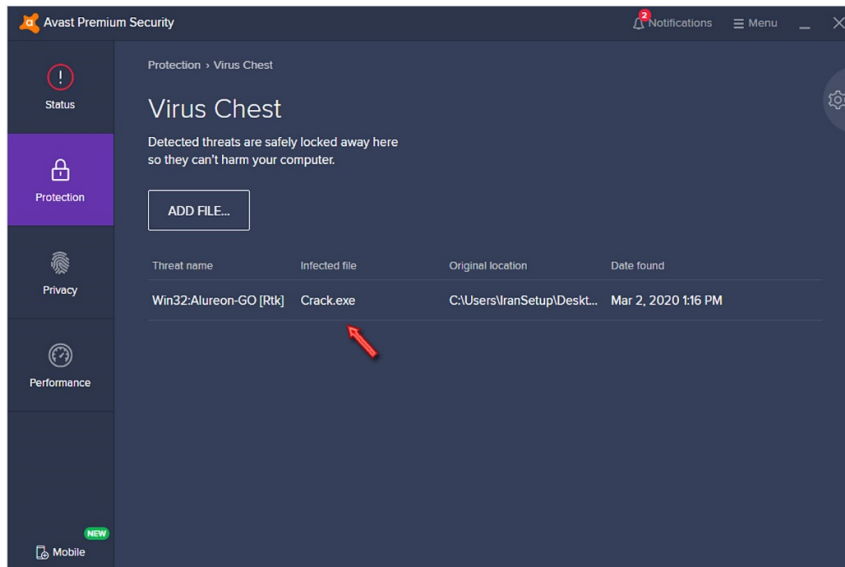 Avast Premium Security
2
Notifications
Menu
Status
Protection
Privacy
Performance
NEW
Mobile
Protection › Virus Chest
Virus Chest
Detected threats are safely locked away here
so they can't harm your computer.
ADD FILE...
Threat name Infected file Original location Date found
Win32:Alureon-GO [Rtk] Crack.exe C:\Users\IranSetup\Deskt... Mar 2, 2020 1:16 PM